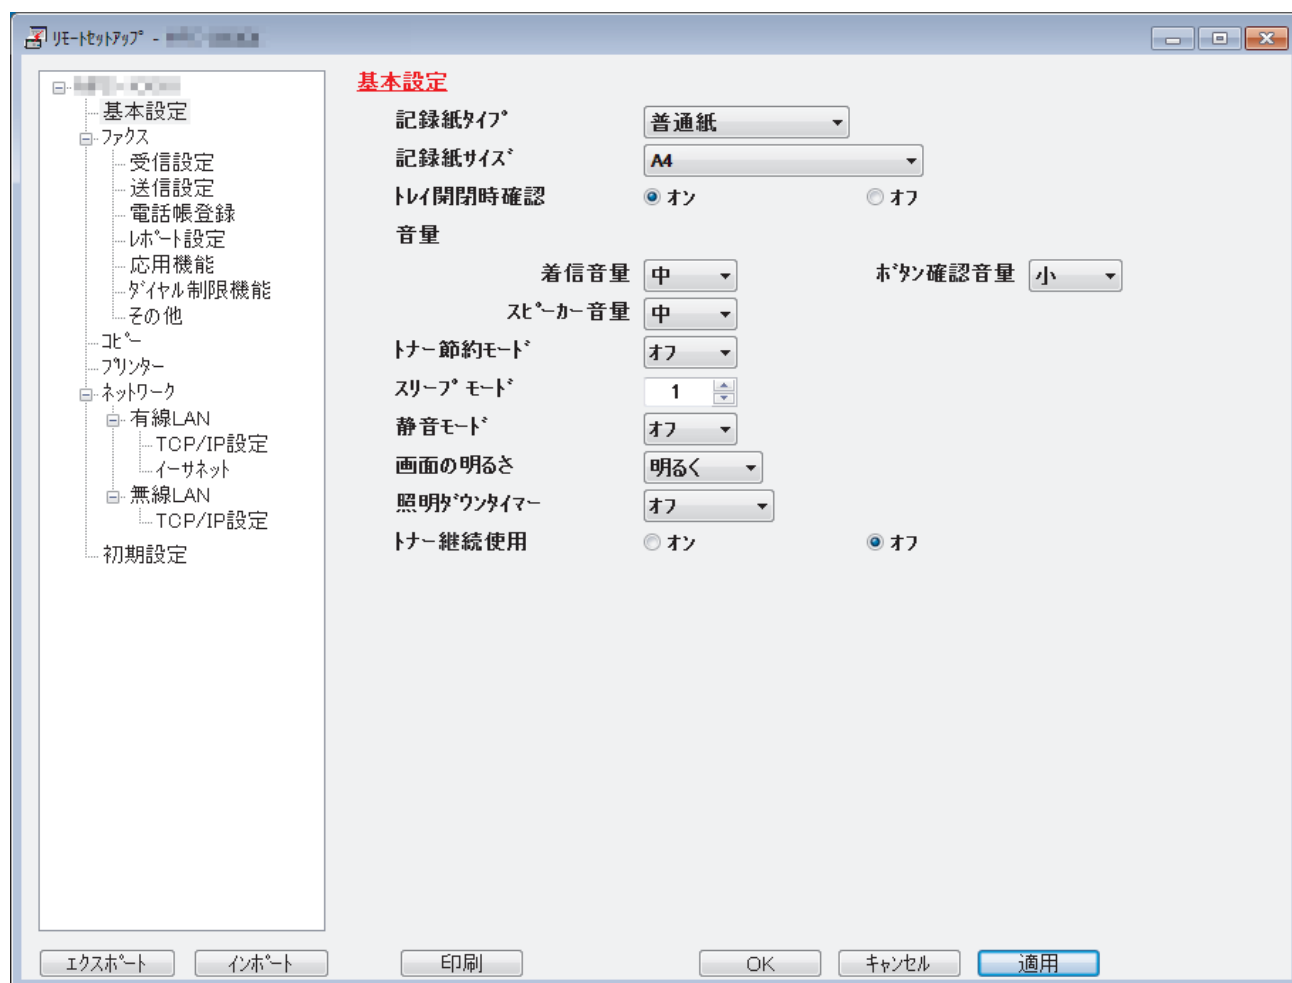 ﾘﾓｰﾄｾｯﾄｱｯﾌﾟ -
基本設定
ﾌｧｸｽ
受信設定
送信設定
電話帳登録
ﾚﾎﾟｰﾄ設定
応用機能
ﾀﾞｲﾔﾙ制限機能
その他
ｺﾋﾟｰ
ﾌﾟﾘﾝﾀｰ
ﾈｯﾄﾜｰｸ
有線LAN
TCP/IP設定
ｲｰｻﾈｯﾄ
無線LAN
TCP/IP設定
初期設定
基本設定
記録紙ﾀｲﾌﾟ 普通紙
記録紙ｻｲｽﾞ A4
ﾄﾚｲ開閉時確認 ｵﾝ ｵﾌ
音量
着信音量 中 ﾎﾞﾀﾝ確認音量 小
ｽﾋﾟｰｶｰ音量 中
ﾄﾅｰ節約ﾓｰﾄﾞ ｵﾌ
ｽﾘｰﾌﾟﾓｰﾄﾞ 1
静音ﾓｰﾄﾞ ｵﾌ
画面の明るさ 明るく
照明ﾀﾞｳﾝﾀｲﾏｰ ｵﾌ
ﾄﾅｰ継続使用 ｵﾝ ｵﾌ
ｴｸｽﾎﾟｰﾄ ｲﾝﾎﾟｰﾄ 印刷 OK ｷｬﾝｾﾙ 適用